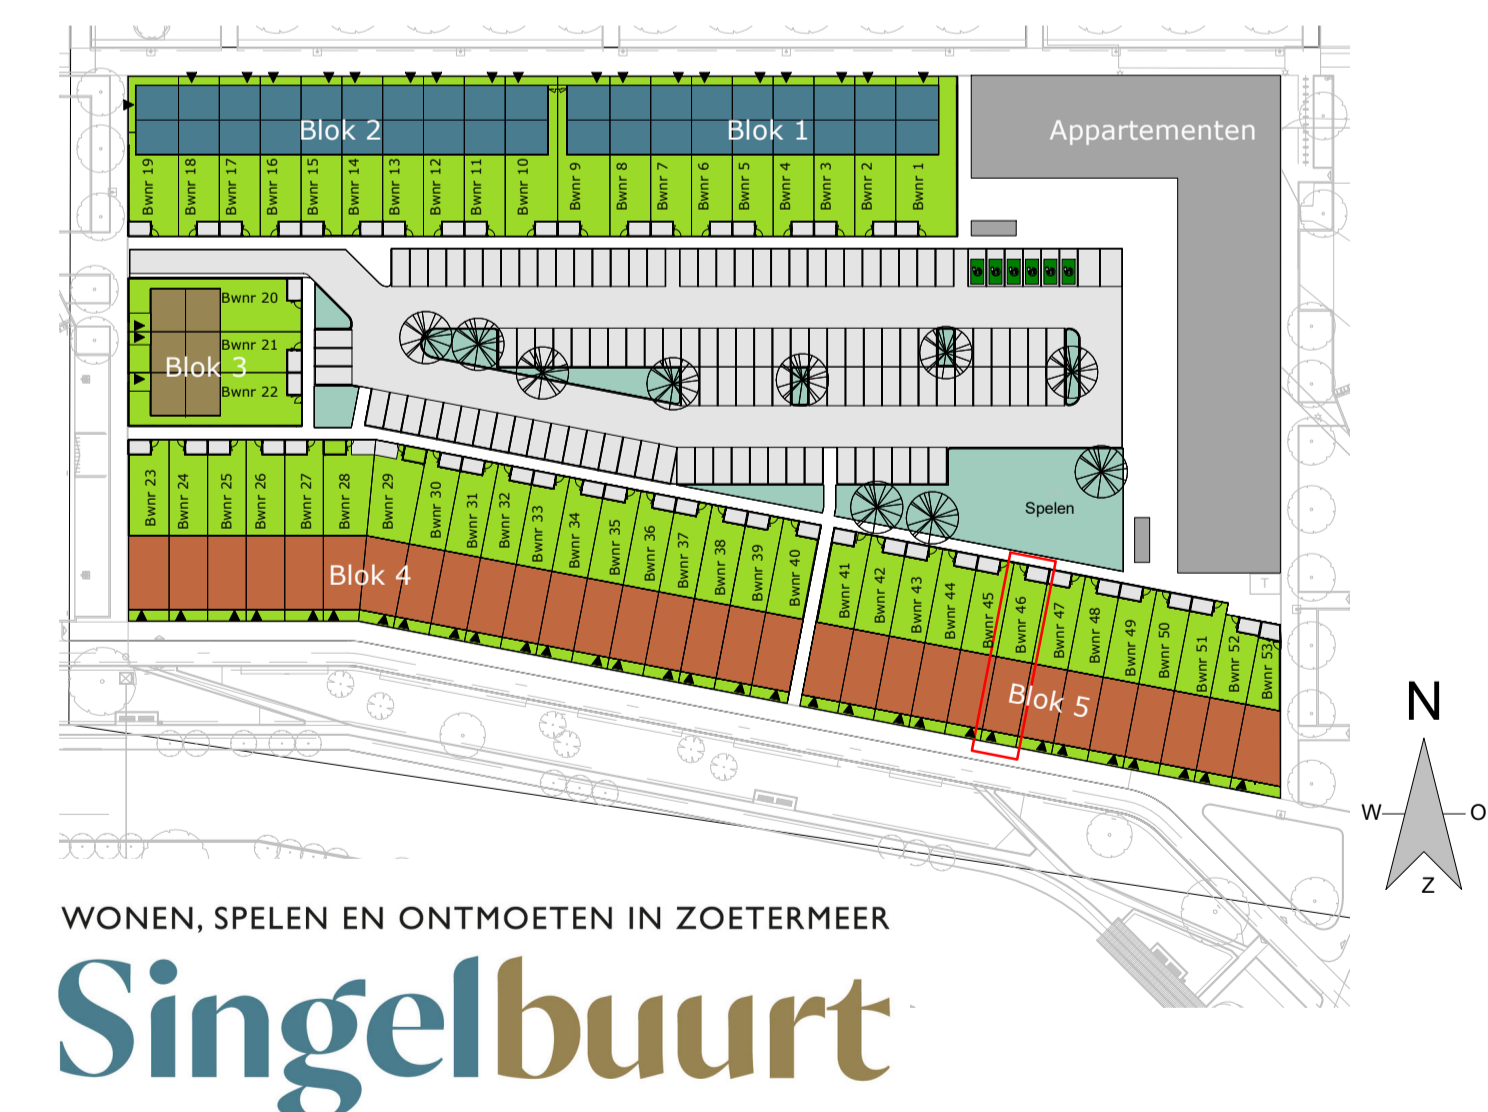 Blok 2
Blok 1
Appartementen
Bwnr 19
Bwnr 18
Bwnr 17
Bwnr 16
Bwnr 15
Bwnr 14
Bwnr 13
Bwnr 12
Bwnr 11
Bwnr 10
Bwnr 9
Bwnr 8
Bwnr 7
Bwnr 6
Bwnr 5
Bwnr 4
Bwnr 3
Bwnr 2
Bwnr 1
Bwnr 20
Bwnr 21
Blok 3
Bwnr 22
Spelen
Bwnr 23
Bwnr 24
Bwnr 25
Bwnr 26
Bwnr 27
Bwnr 28
Bwnr 29
Bwnr 30
Bwnr 31
Bwnr 32
Bwnr 33
Bwnr 34
Bwnr 35
Bwnr 36
Bwnr 37
Bwnr 38
Bwnr 39
Bwnr 40
Bwnr 41
Bwnr 42
Bwnr 43
Bwnr 44
Bwnr 45
Bwnr 46
Bwnr 47
Bwnr 48
Bwnr 49
Bwnr 50
Bwnr 51
Bwnr 52
Bwnr 53
Blok 4
Blok 5
T
N
W
O
Z
WONEN, SPELEN EN ONTMOETEN IN ZOETERMEER
Singelbuurt